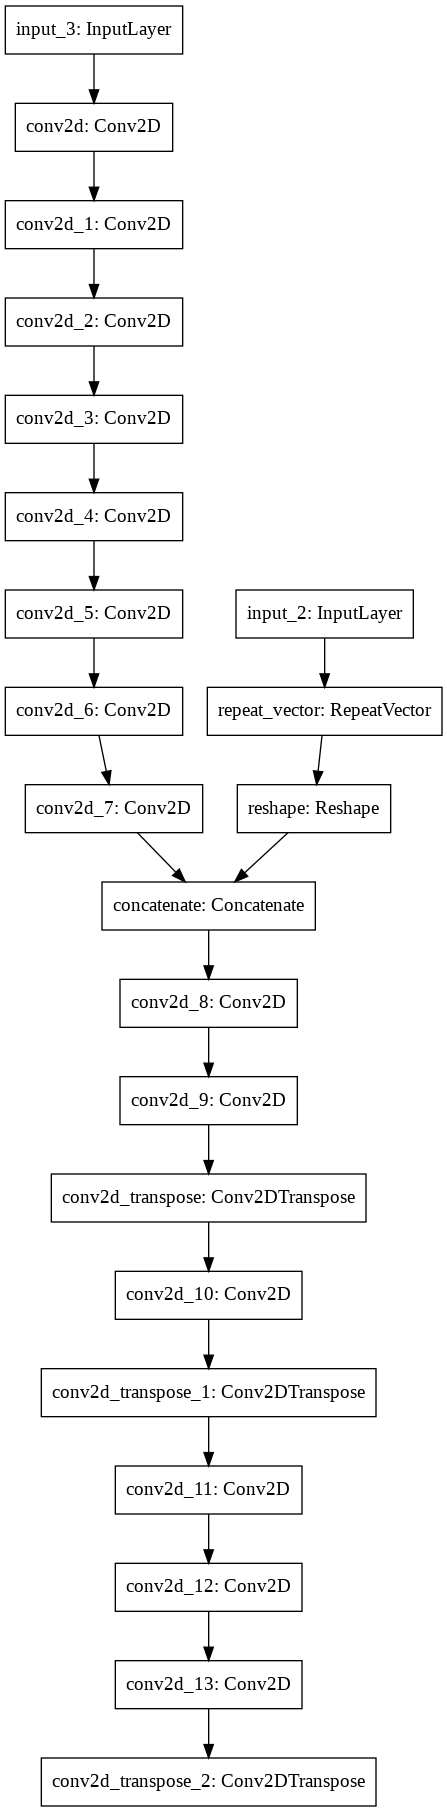 input_3: InputLayer
conv2d: Conv2D
conv2d_1: Conv2D
conv2d_2: Conv2D
conv2d_3: Conv2D
conv2d_4: Conv2D
conv2d_5: Conv2D
input_2: InputLayer
conv2d_6: Conv2D
repeat_vector: RepeatVector
conv2d_7: Conv2D
reshape: Reshape
concatenate: Concatenate
conv2d_8: Conv2D
conv2d_9: Conv2D
conv2d_transpose: Conv2DTranspose
conv2d_10: Conv2D
conv2d_transpose_1: Conv2DTranspose
conv2d_11: Conv2D
conv2d_12: Conv2D
conv2d_13: Conv2D
conv2d_transpose_2: Conv2DTranspose